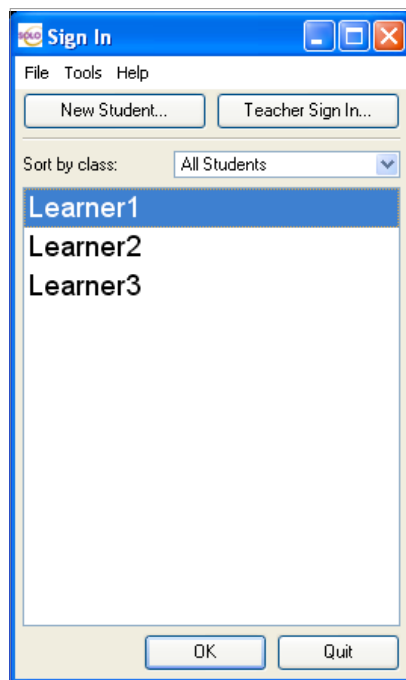 SOLO Sign In
File Tools Help
New Student... Teacher Sign In...
Sort by class: All Students
Learner1
Learner2
Learner3
OK Quit